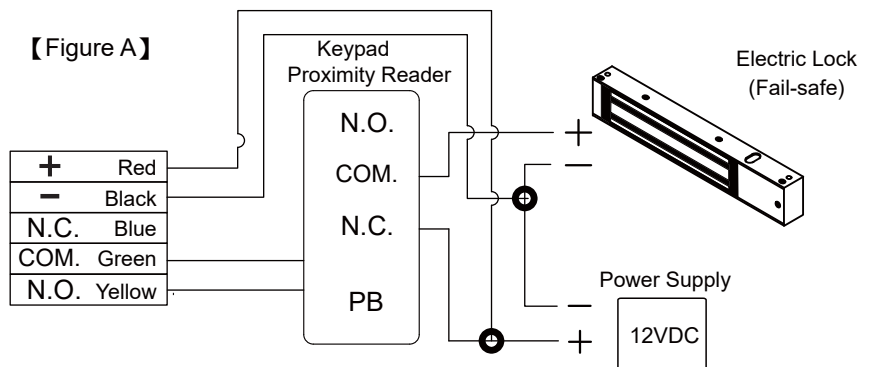 【Figure A】
Keypad
Proximity Reader
Electric Lock
(Fail-safe)
N.O.
COM.
N.C.
PB
+
−
+ Red
− Black
N.C. Blue
COM. Green
N.O. Yellow
Power Supply
−
+
12VDC